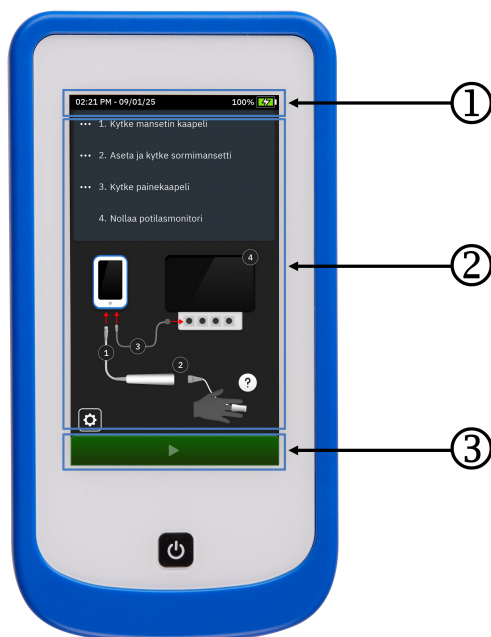 02:21 PM - 09/01/25 100%
1. Kytke mansetin kaapeli
2. Aseta ja kytke sormimansetti
3. Kytke painekaapeli
4. Nollaa potilasmonitori
4
1
3
2
?
1
2
3